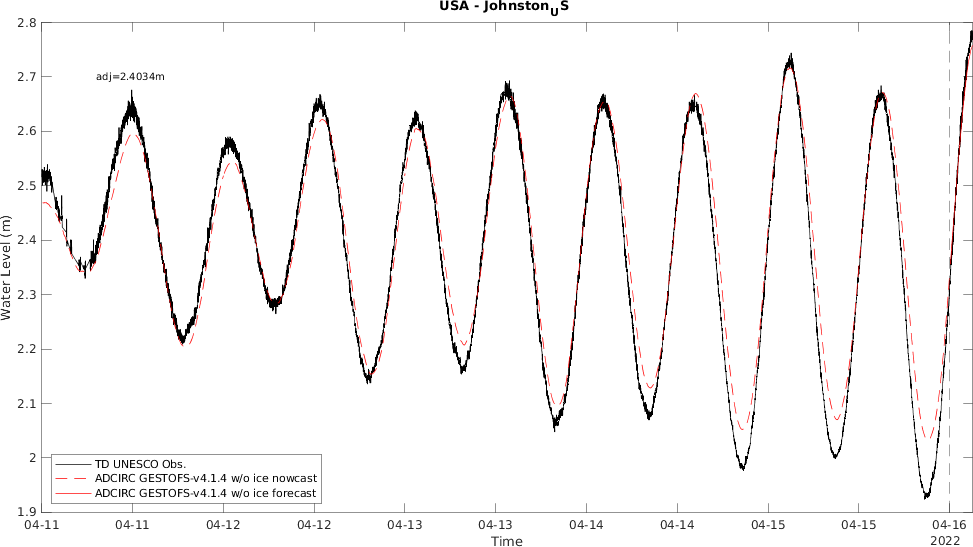 USA - Johnston_US
2.8
adj=2.4034m
2.7
2.6
2.5
2.4
2.3
2.2
2.1
2
1.9
Water Level (m)
TD UNESCO Obs.
ADCIRC GESTOFS-v4.1.4 w/o ice nowcast
ADCIRC GESTOFS-v4.1.4 w/o ice forecast
04-11 04-11 04-12 04-12 04-13 04-13 04-14 04-14 04-15 04-15 04-16
Time
2022